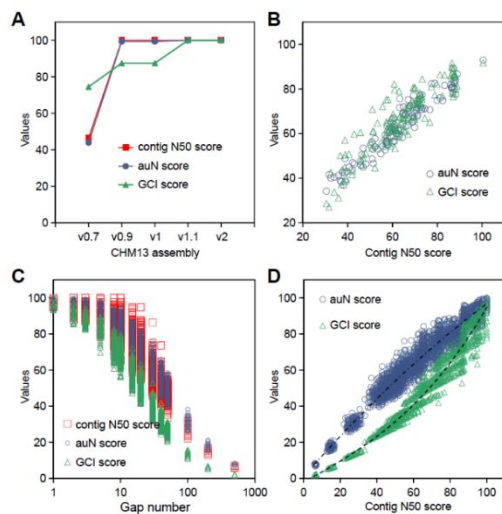 A
100
80
60
40
20
0
Values
contig N50 score
auN score
GCI score
v0.7 v0.9 v1 v1.1 v2
CHM13 assembly
B
100
80
60
40
20
Values
auN score
GCI score
20 40 60 80 100
Contig N50 score
C
100
80
60
40
20
0
Values
contig N50 score
auN score
GCI score
1 10 100 1000
Gap number
D
100
80
60
40
20
0
Values
auN score
GCI score
0 20 40 60 80 100
Contig N50 score